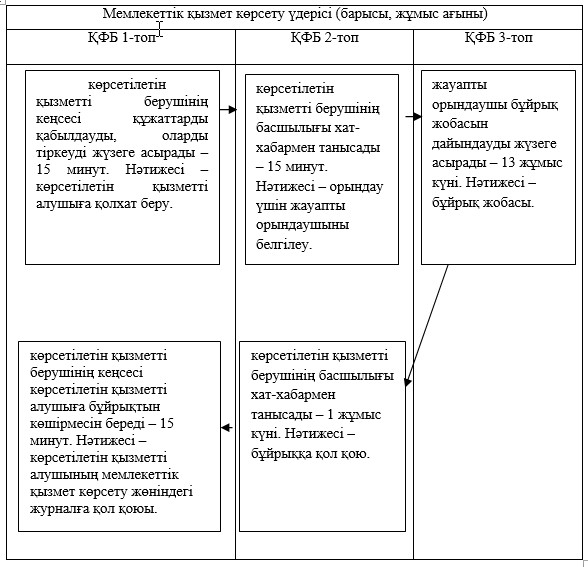 Мемлекеттік қызмет көрсету үдерісі (барысы, жұмыс ағыны)
ҚФБ 1-топ
ҚФБ 2-топ
ҚФБ 3-топ
көрсетілетін
қызметті берушінің
кеңсесі құжаттарды
қабылдауды, оларды
тіркеуді жүзеге асырады –
15 минут. Нәтижесі –
көрсетілетін қызметті
алушыға қолхат беру.
көрсетілетін
қызметті берушінің
басшылығы хат-
хабармен танысады
– 15 минут.
Нәтижесі – орындау
үшін жауапты
орындаушыны
белгілеу.
жауапты
орындаушы бұйрық
жобасын
дайындауды жүзеге
асырады – 13 жұмыс
күні. Нәтижесі –
бұйрық жобасы.
көрсетілетін қызметті
берушінің кеңсесі
көрсетілетін қызметті
алушыға бұйрықтын
көшірмесін береді – 15
минут. Нәтижесі –
көрсетілетін қызметті
алушының мемлекеттік
қызмет көрсету жөніндегі
журналға қол қоюы.
көрсетілетін қызметті
берушінің басшылығы
хат-хабармен
танысады – 1 жұмыс
күні. Нәтижесі –
бұйрыққа қол қою.